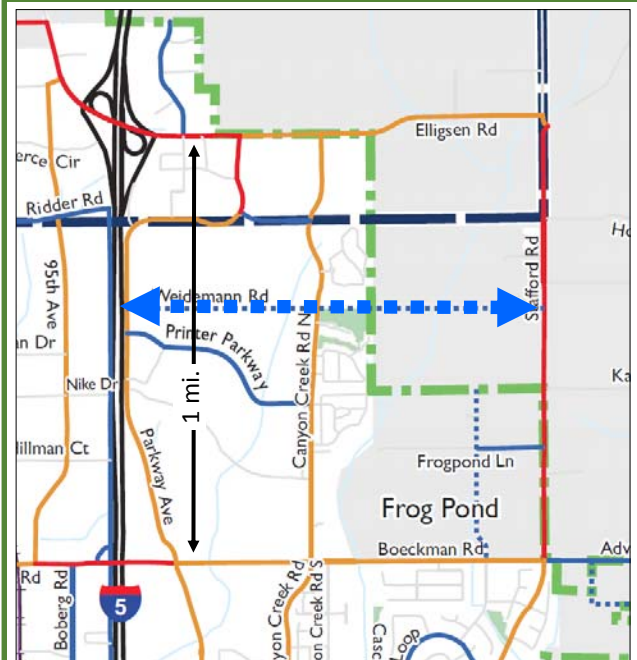 Elligsen Rd
erce Cir
Ridder Rd
Stafford Rd
Ho
95th Ave
Weidemann Rd
Printer Parkway
n Dr
Canyon Creek Rd N
Nike Dr
Ka
1 mi.
Parkway Ave
illman Ct
Frogpond Ln
Frog Pond
Boeckman Rd
Adv
Rd
Boberg Rd
5
yon Creek Rd
on Creek Rd S
Casc
Loop